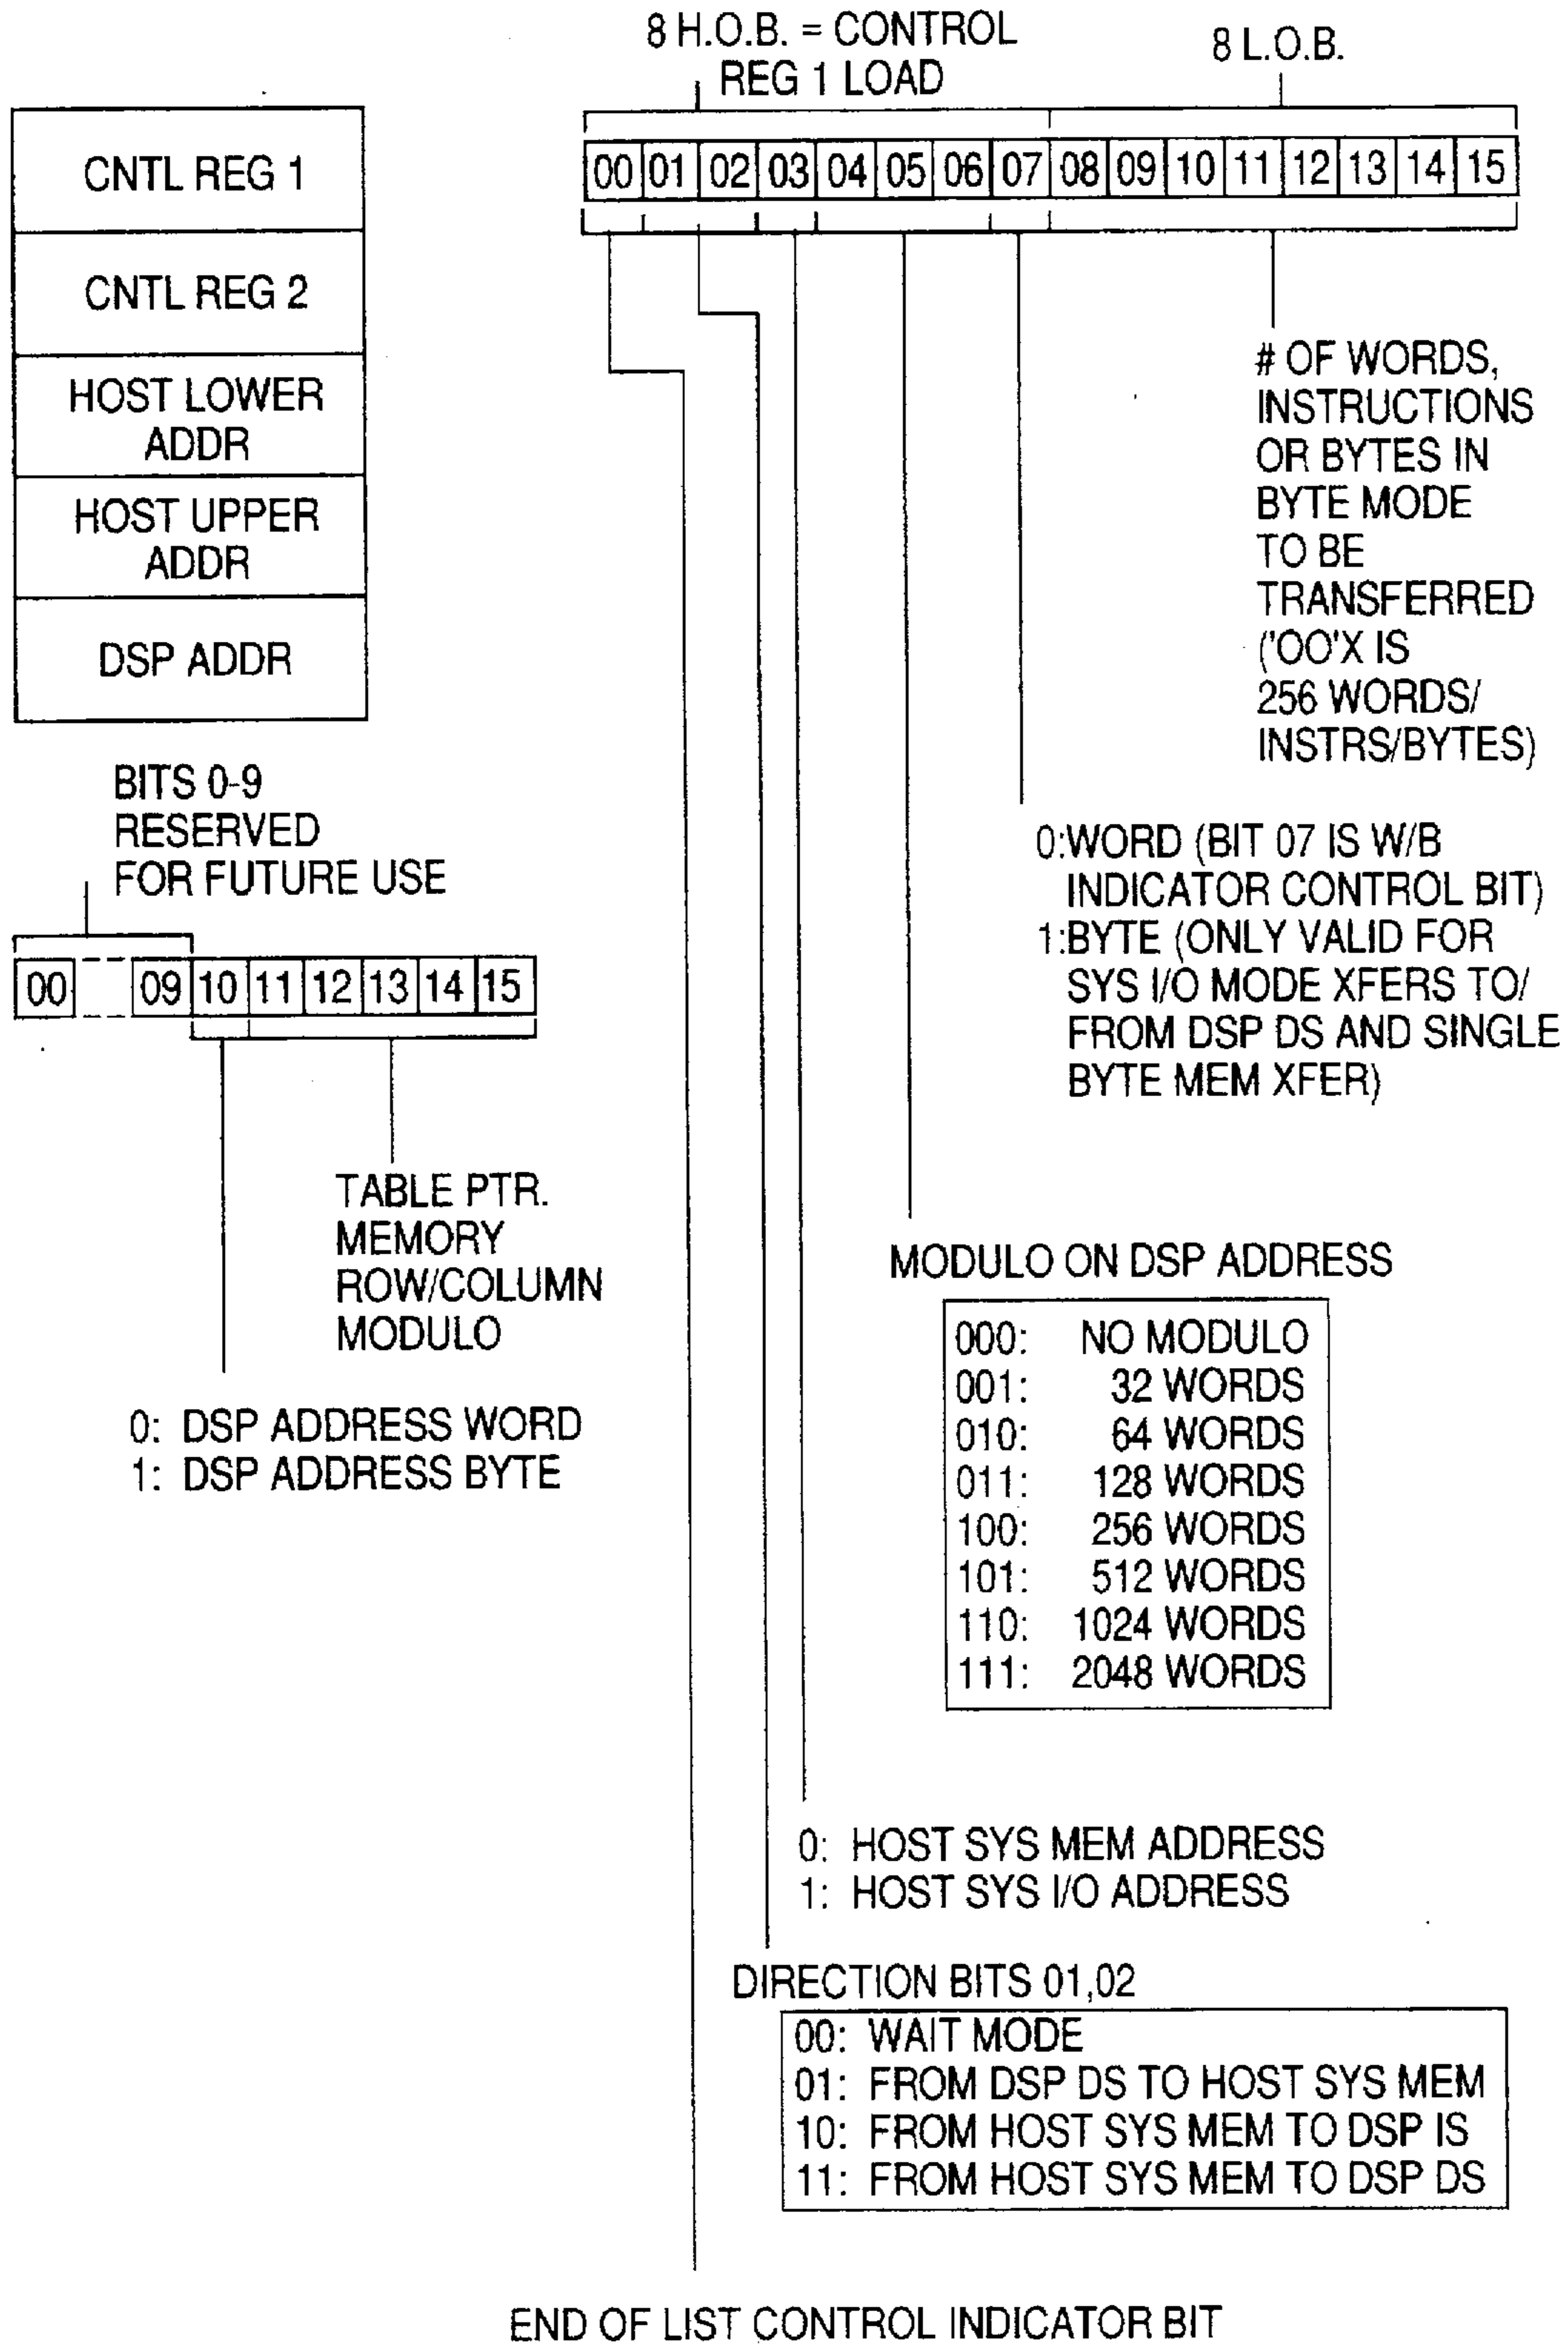 8 H.O.B. = CONTROL
REG 1 LOAD
8 L.O.B.
CNTL REG 1
CNTL REG 2
HOST LOWER
ADDR
HOST UPPER
ADDR
DSP ADDR
00 01 02 03 04 05 06 07 08 09 10 11 12 13 14 15
# OF WORDS,
INSTRUCTIONS
OR BYTES IN
BYTE MODE
TO BE
TRANSFERRED
('OO'X IS
256 WORDS/
INSTRS/BYTES)
BITS 0-9
RESERVED
FOR FUTURE USE
00 09 10 11 12 13 14 15
0:WORD (BIT 07 IS W/B
INDICATOR CONTROL BIT)
1:BYTE (ONLY VALID FOR
SYS I/O MODE XFERS TO/
FROM DSP DS AND SINGLE
BYTE MEM XFER)
TABLE PTR.
MEMORY
ROW/COLUMN
MODULO
0: DSP ADDRESS WORD
1: DSP ADDRESS BYTE
MODULO ON DSP ADDRESS
000: NO MODULO
001: 32 WORDS
010: 64 WORDS
011: 128 WORDS
100: 256 WORDS
101: 512 WORDS
110: 1024 WORDS
111: 2048 WORDS
0: HOST SYS MEM ADDRESS
1: HOST SYS I/O ADDRESS
DIRECTION BITS 01,02
00: WAIT MODE
01: FROM DSP DS TO HOST SYS MEM
10: FROM HOST SYS MEM TO DSP IS
11: FROM HOST SYS MEM TO DSP DS
END OF LIST CONTROL INDICATOR BIT